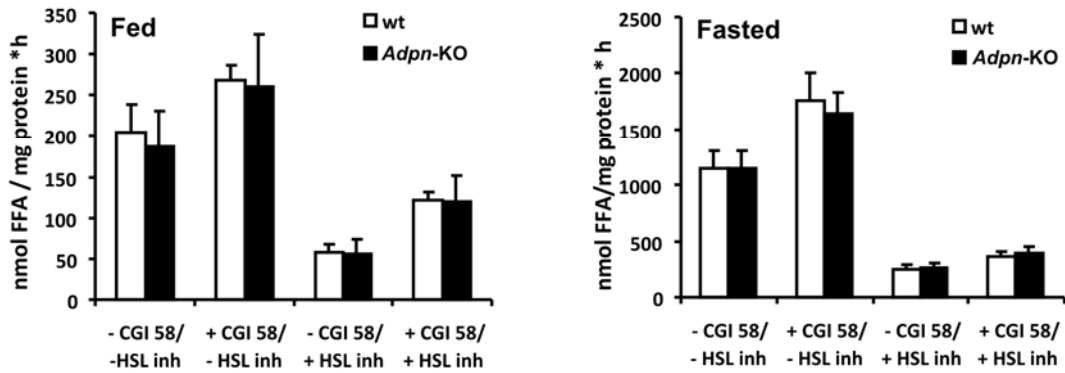 Fed
wt
Adpn-KO
nmol FFA / mg protein * h
350
300
250
200
150
100
50
0
- CGI 58/ + CGI 58/ - CGI 58/ + CGI 58/
-HSL inh - HSL inh + HSL inh + HSL inh
Fasted
wt
Adpn-KO
nmol FFA/mg protein * h
2500
2000
1500
1000
500
0
- CGI 58/ + CGI 58/ - CGI 58/ + CGI 58/
- HSL inh - HSL inh + HSL inh + HSL inh